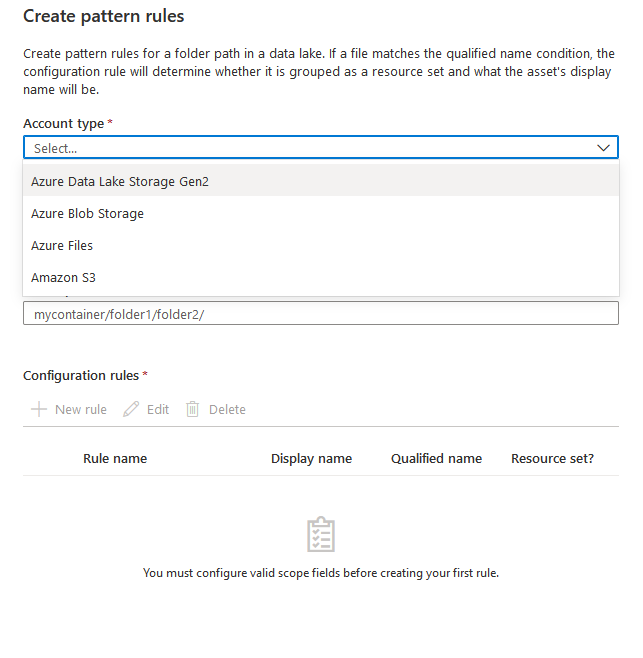 Create pattern rules
Create pattern rules for a folder path in a data lake. If a file matches the qualified name condition, the
configuration rule will determine whether it is grouped as a resource set and what the asset's display
name will be.
Account type *
Select...
Azure Data Lake Storage Gen2
Azure Blob Storage
Azure Files
Amazon S3
mycontainer/folder1/folder2/
Configuration rules *
New rule Edit Delete
Rule name Display name Qualified name Resource set?
You must configure valid scope fields before creating your first rule.